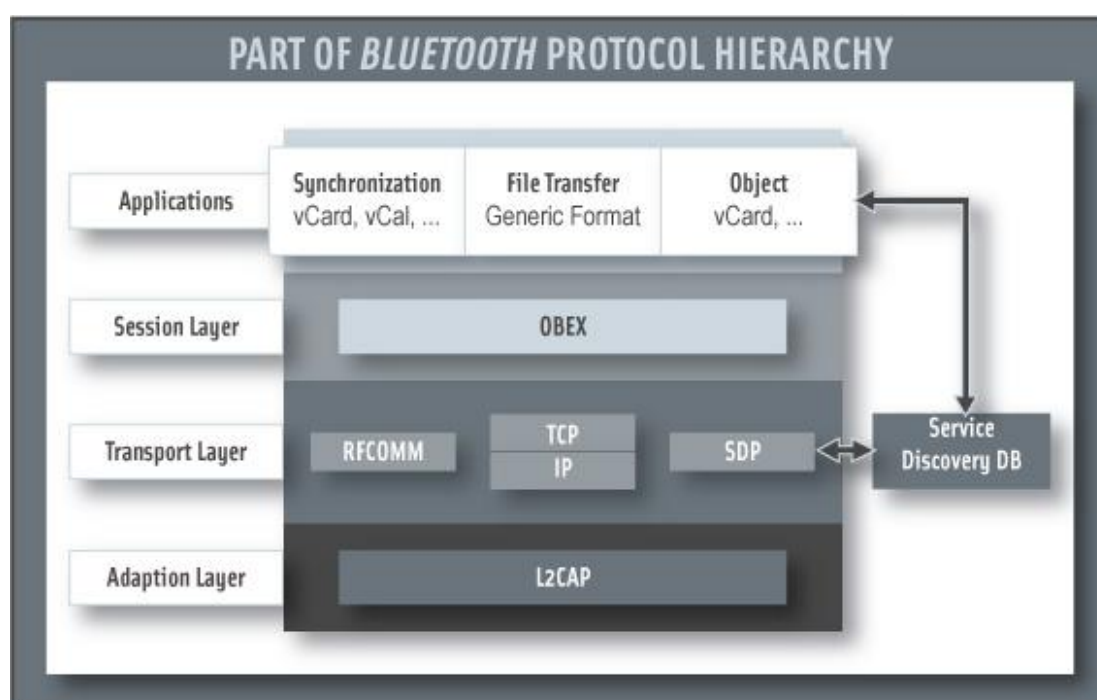 PART OF BLUETOOTH PROTOCOL HIERARCHY
Applications
Synchronization
vCard, vCal, ...
File Transfer
Generic Format
Object
vCard, ...
Session Layer
OBEX
Transport Layer
RFCOMM
TCP
IP
SDP
Service
Discovery DB
Adaption Layer
L2CAP